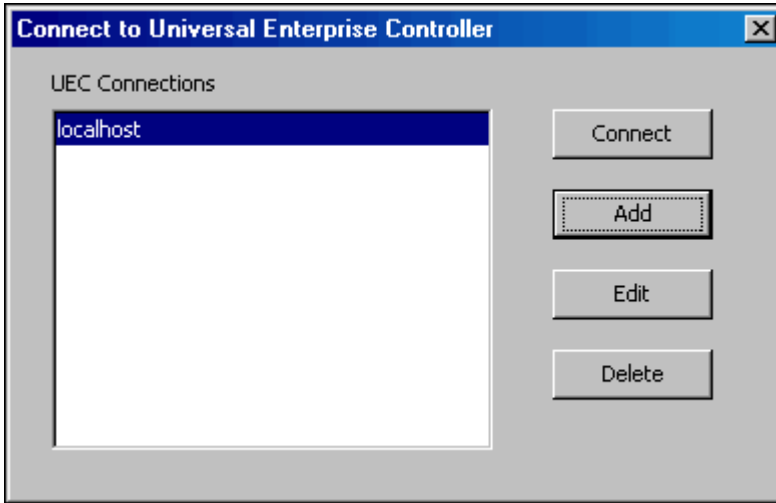 Connect to Universal Enterprise Controller
UEC Connections
localhost
Connect
Add
Edit
Delete